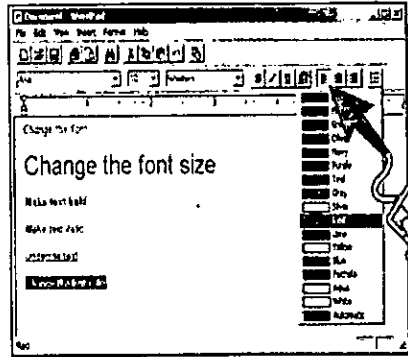 Document - WordPad
File Edit View Insert Format Help
Change the font
Change the font size
Make text bold
Make text italic
Underline text
Navy
Purple
Teal
Gray
Silver
Red
Lime
Yellow
Blue
Fuchsia
Aqua
White
Automatic